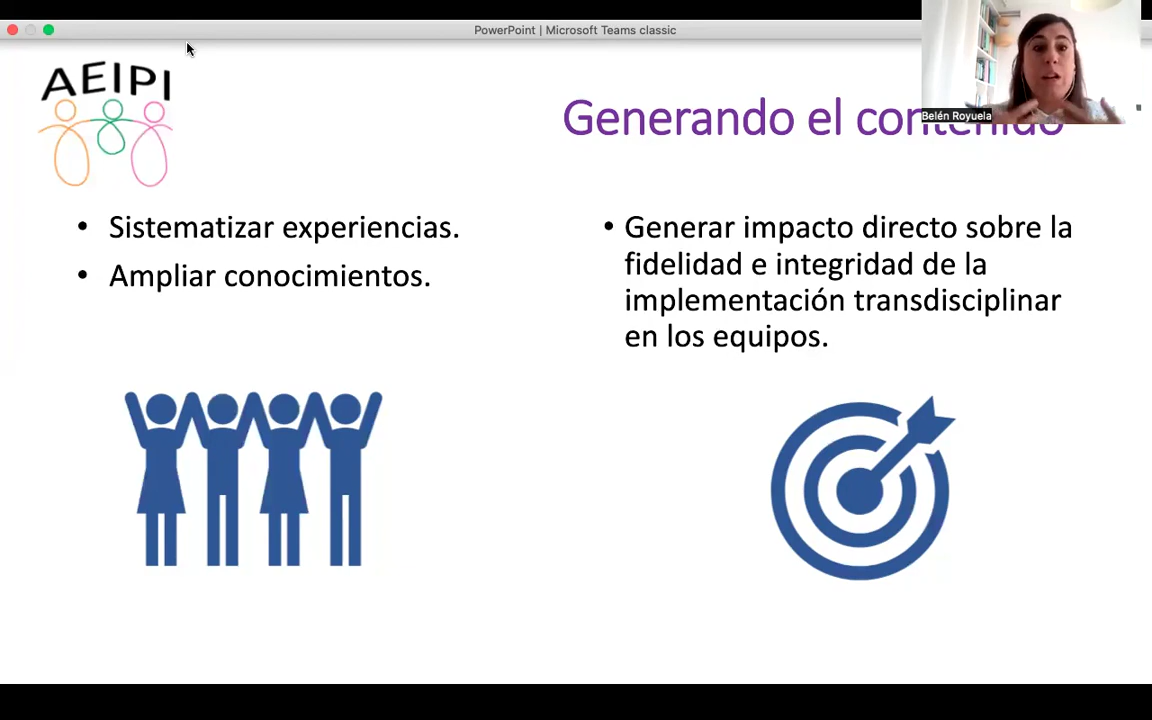 PowerPoint | Microsoft Teams classic
AEIPI
Belén Royuela
Generando el contenido
• Sistematizar experiencias.
• Ampliar conocimientos.
• Generar impacto directo sobre la
fidelidad e integridad de la
implementación transdisciplinar
en los equipos.